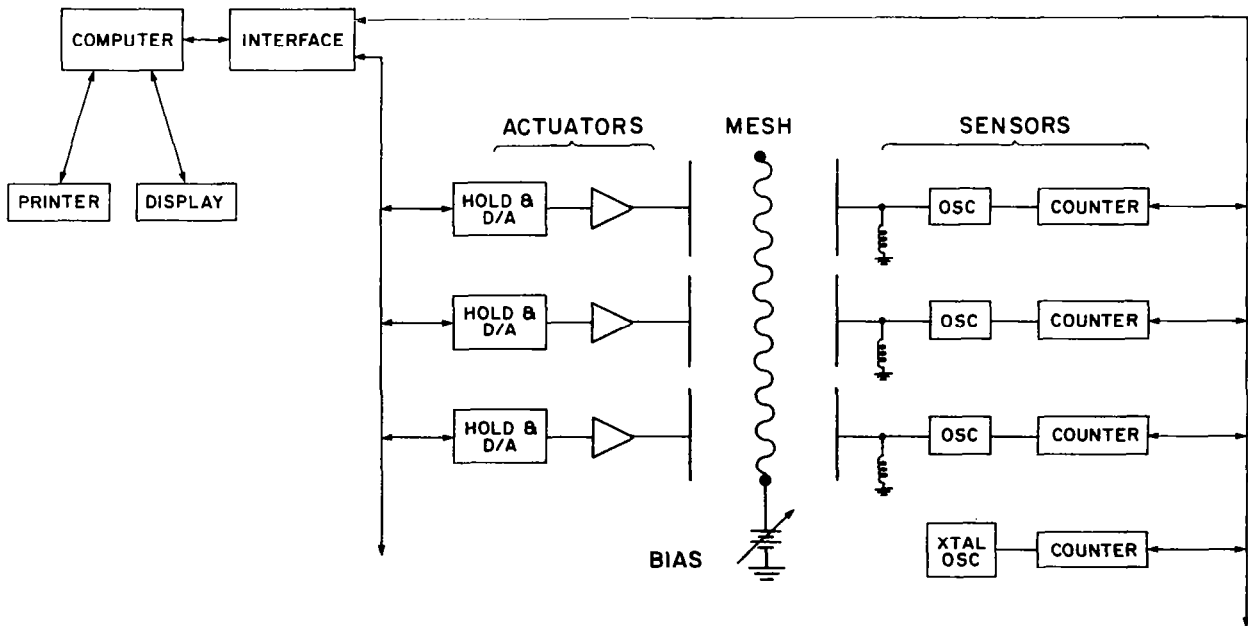 COMPUTER
INTERFACE
PRINTER
DISPLAY
ACTUATORS
MESH
SENSORS
HOLD &
D/A
OSC
COUNTER
HOLD &
D/A
OSC
COUNTER
HOLD &
D/A
OSC
COUNTER
BIAS
XTAL
OSC
COUNTER